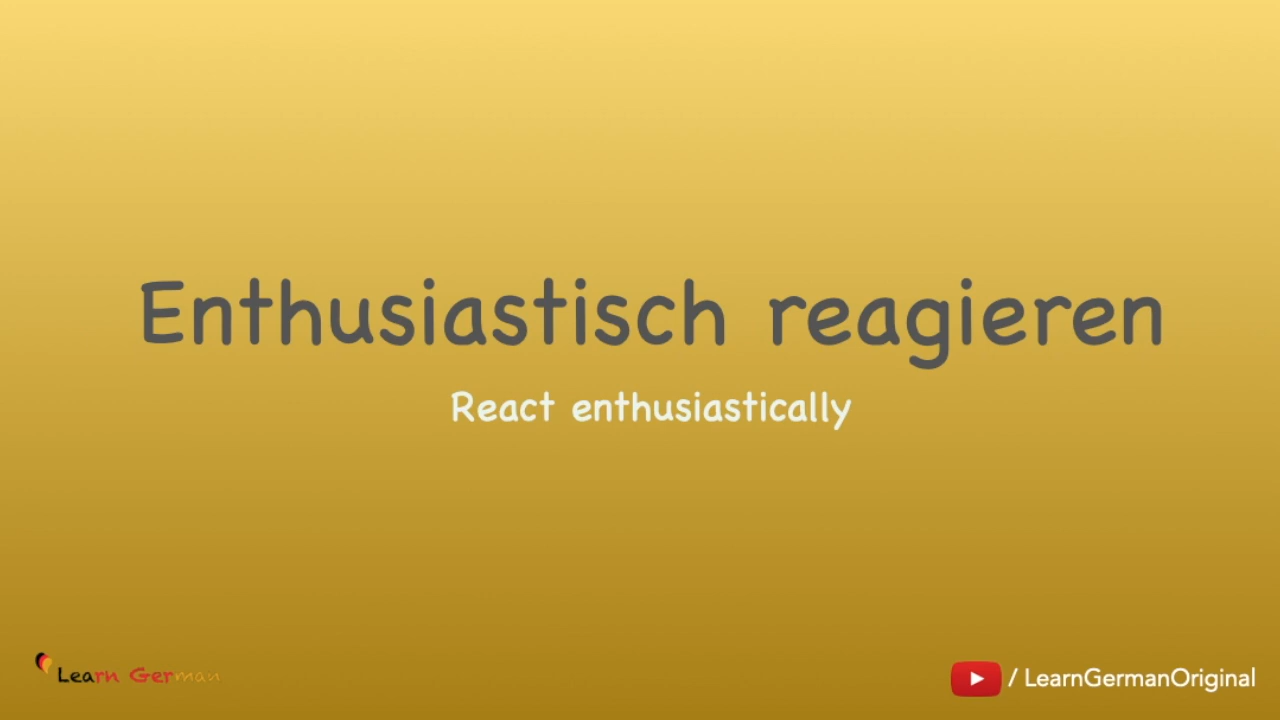 Enthusiastisch reagieren
React enthusiastically
Learn German
/ LearnGermanOriginal